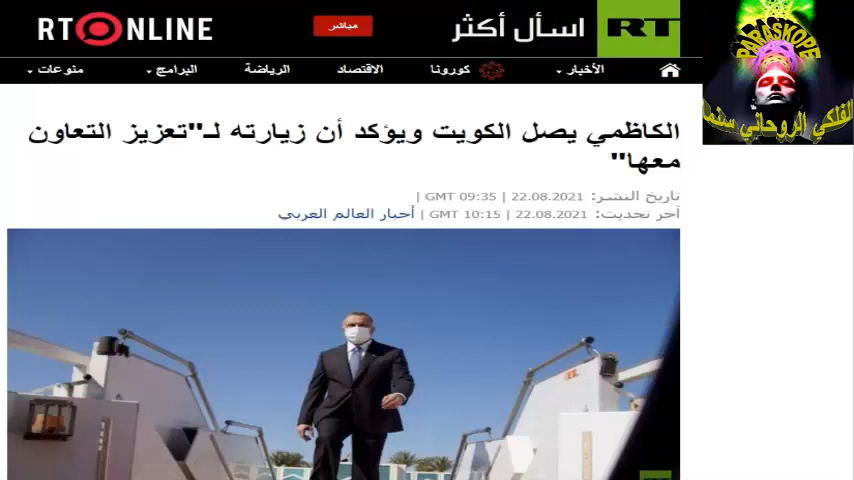 RT ONLINE
مباشر
اسأل أكثر
RT
الأخبار
كورونا
الاقتصاد
الرياضة
البرامج
منوعات
الكاظمي يصل الكويت ويؤكد أن زيارته لـ"تعزيز التعاون
معها"
تاريخ النشر: 22.08.2021 | 09:35 GMT |
آخر تحديث: 22.08.2021 | 10:15 GMT | أخبار العالم العربي
PARASKOPE
الفلكي الروحاني سنما